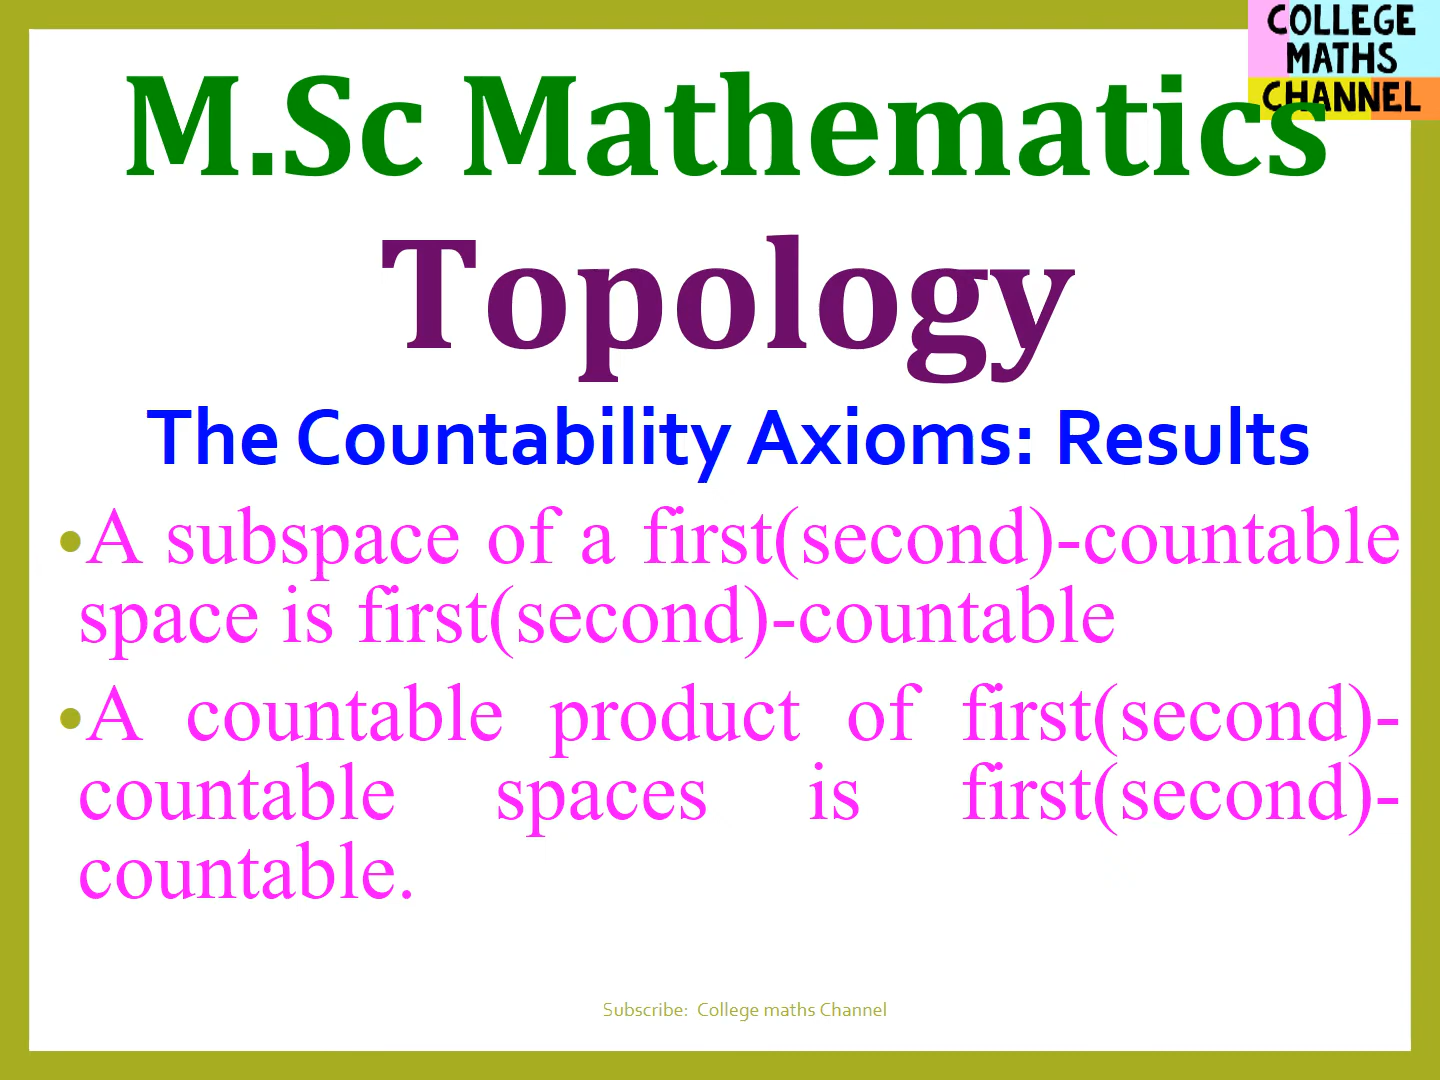 COLLEGE
MATHS
CHANNEL
M.Sc Mathematics
Topology
The Countability Axioms: Results
•A subspace of a first(second)-countable
space is first(second)-countable
•A countable product of first(second)-
countable spaces is first(second)-
countable.
Subscribe: College maths Channel